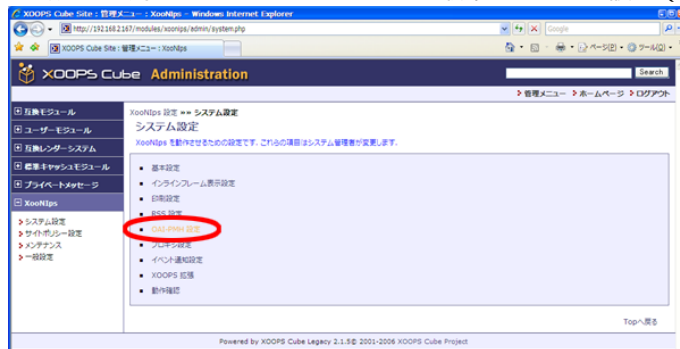 XOOPS Cube Site : 管理メニュー : XooNIps - Windows Internet Explorer
http://192.168.2.167/modules/xoonips/admin/system.php
Google
XOOPS Cube Site : 管理メニュー : XooNIps
ページ(P)
ツール(O)
XOOPS Cube Administration
Search
管理メニュー ホームページ ログアウト
互換モジュール
ユーザーモジュール
互換レンダーシステム
標準キャッシュモジュール
プライベートメッセージ
XooNIps
システム設定
サイトポリシー設定
メンテナンス
一般設定
XooNIps 設定 »» システム設定
システム設定
XooNIps を動作させるための設定です. これらの項目はシステム管理者が変更します.
基本設定
インラインフレーム表示設定
印刷設定
RSS 設定
OAI-PMH 設定
プロキシ設定
イベント通知設定
XOOPS 拡張
動作確認
Topへ戻る
Powered by XOOPS Cube Legacy 2.1.5© 2001-2006 XOOPS Cube Project